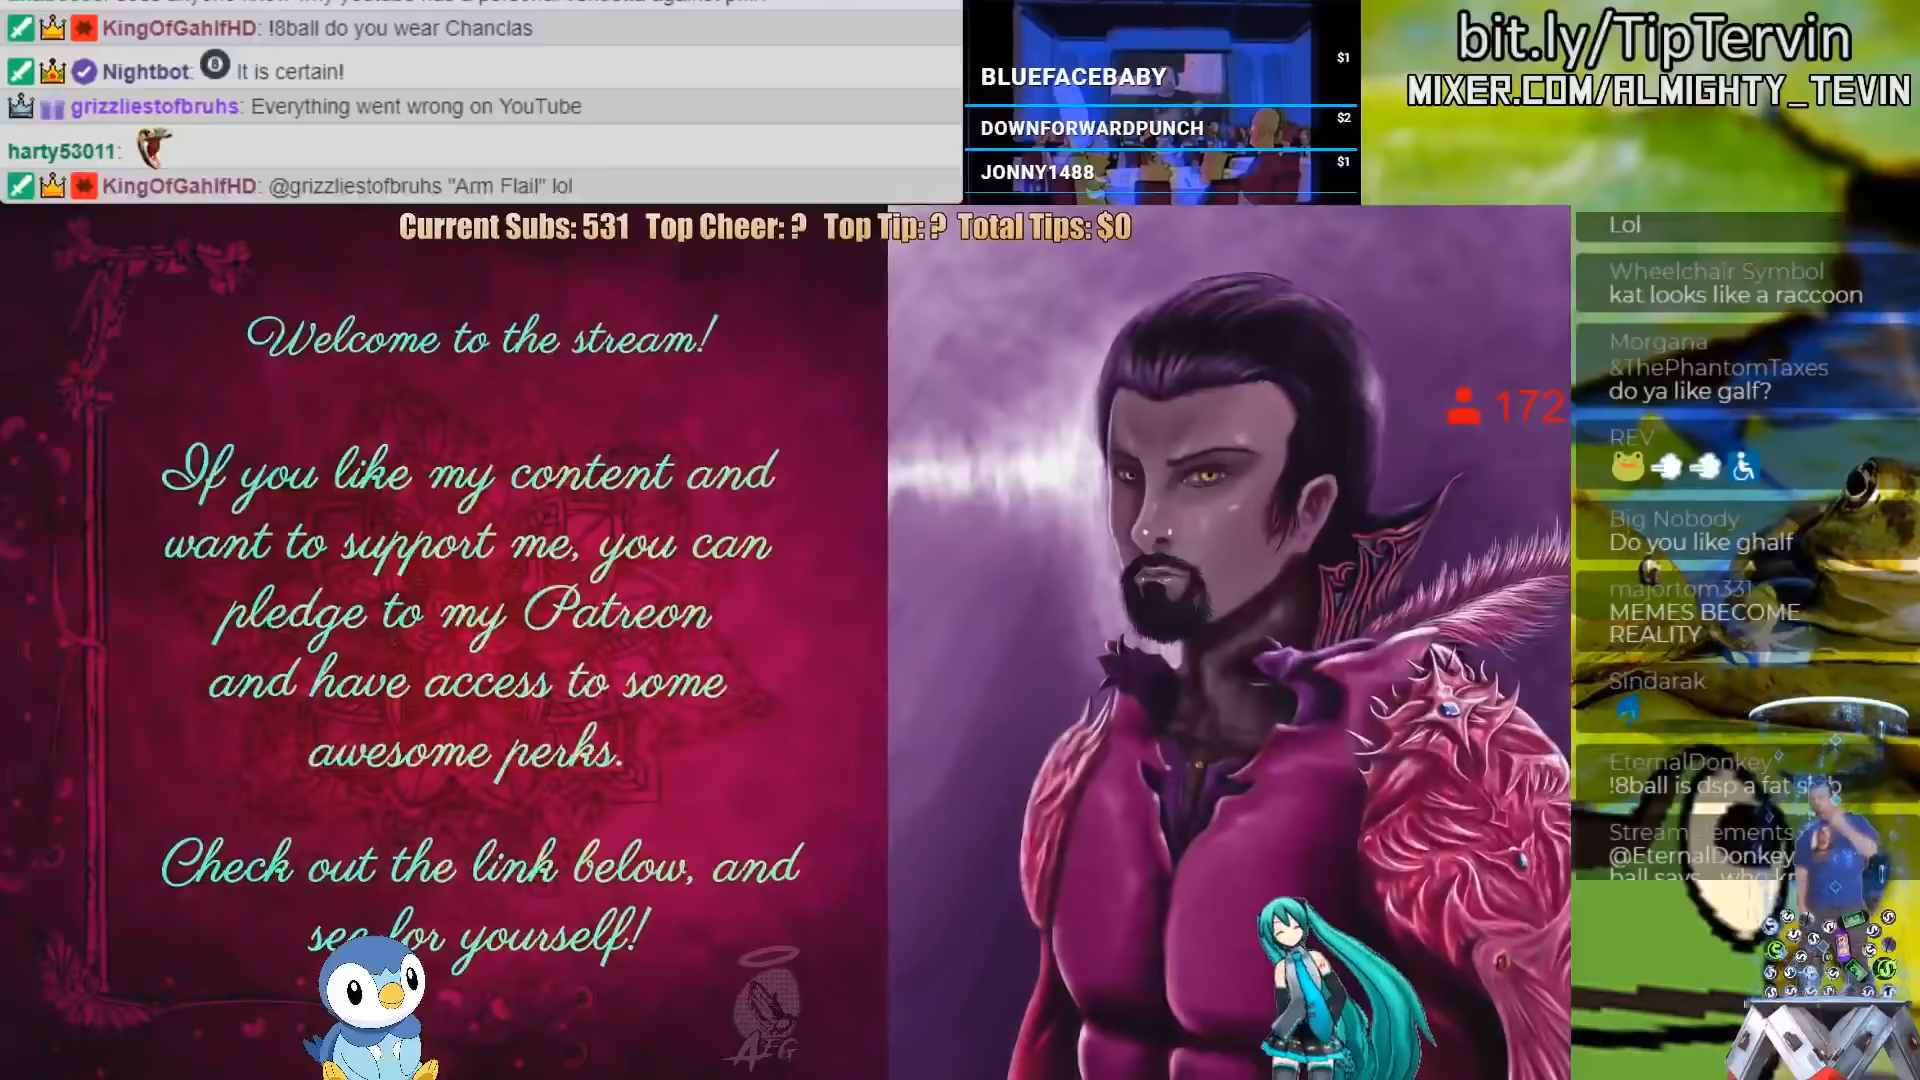 KingOfGahlfHD: !8ball do you wear Chanclas
Nightbot: 8 It is certain!
grizzliestofbruhs: Everything went wrong on YouTube
harty53011:
KingOfGahlfHD: @grizzliestofbruhs "Arm Flail" lol
BLUEFACEBABY $1
DOWNFORWARDPUNCH $2
JONNY1488 $1
bit.ly/TipTervin
MIXER.COM/ALMIGHTY_TEVIN
Current Subs: 531 Top Cheer: ? Top Tip: ? Total Tips: $0
Welcome to the stream!
If you like my content and
want to support me, you can
pledge to my Patreon
and have access to some
awesome perks.
Check out the link below, and
see for yourself!
AEG
172
Lol
Wheelchair Symbol
kat looks like a raccoon
Morgana
&ThePhantomTaxes
do ya like galf?
REV
Big Nobody
Do you like ghalf
majortom331
MEMES BECOME
REALITY
Sindarak
EternalDonkey
!8ball is dsp a fat
StreamElements
@EternalDonkey
ball says